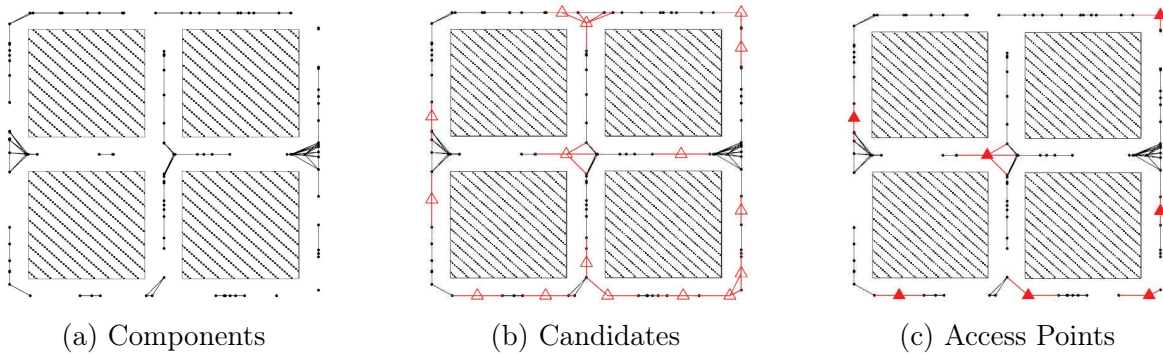 (a) Components
(b) Candidates
(c) Access Points